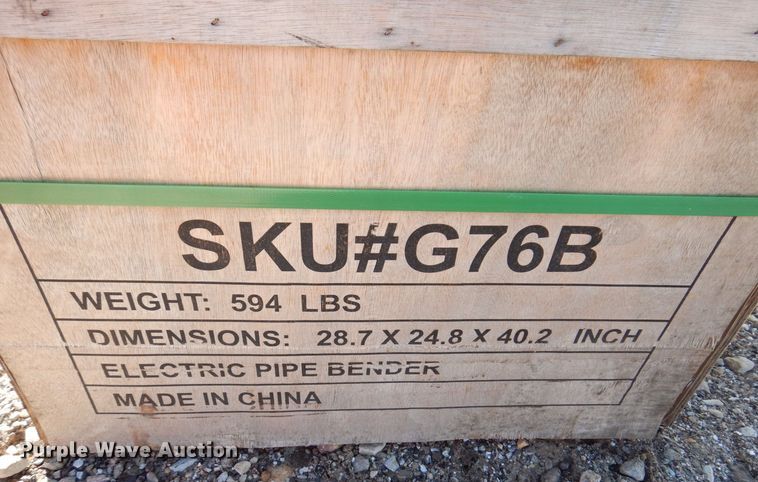 SKU#G76B
WEIGHT: 594 LBS
DIMENSIONS: 28.7 X 24.8 X 40.2 INCH
ELECTRIC PIPE BENDER
MADE IN CHINA
Purple Wave Auction